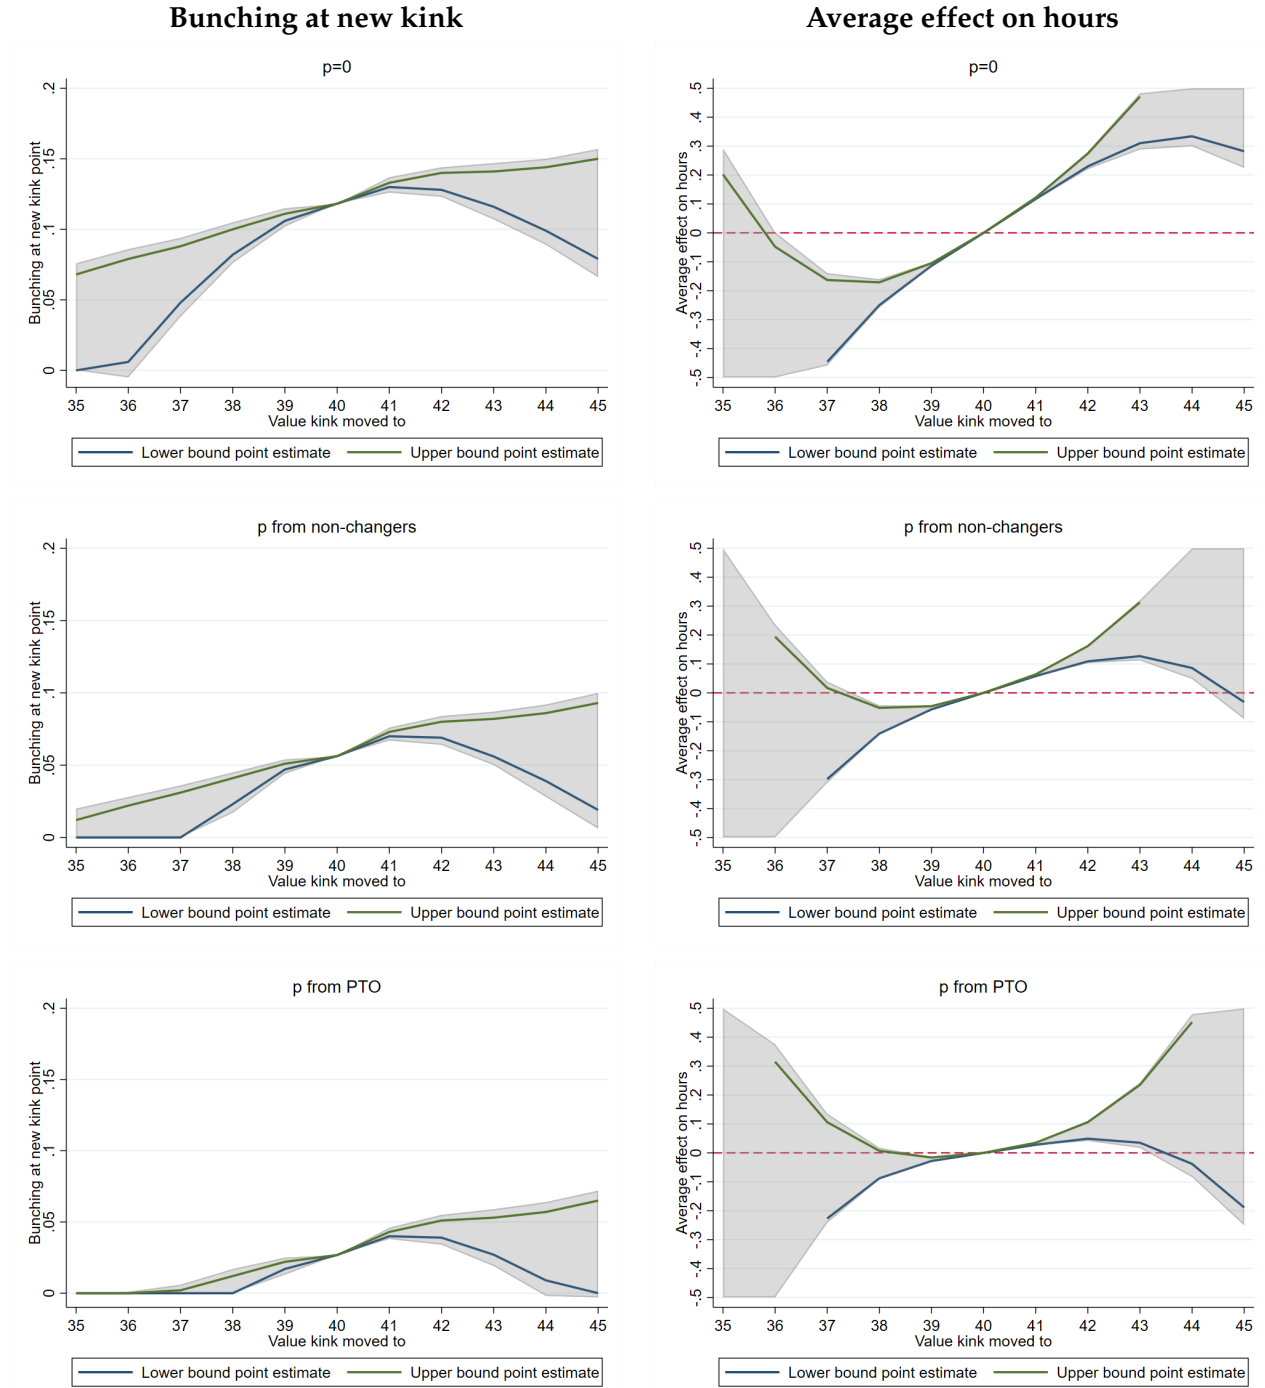 Bunching at new kink
Average effect on hours
p=0
Bunching at new kink point
.2
.15
.1
.05
0
35 36 37 38 39 40 41 42 43 44 45
Value kink moved to
Lower bound point estimate Upper bound point estimate
p=0
Average effect on hours
.5
.4
.3
.2
.1
0
-.1
-.2
-.3
-.4
-.5
35 36 37 38 39 40 41 42 43 44 45
Value kink moved to
Lower bound point estimate Upper bound point estimate
p from non-changers
Bunching at new kink point
.2
.15
.1
.05
0
35 36 37 38 39 40 41 42 43 44 45
Value kink moved to
Lower bound point estimate Upper bound point estimate
p from non-changers
Average effect on hours
.5
.4
.3
.2
.1
0
-.1
-.2
-.3
-.4
-.5
35 36 37 38 39 40 41 42 43 44 45
Value kink moved to
Lower bound point estimate Upper bound point estimate
p from PTO
Bunching at new kink point
.2
.15
.1
.05
0
35 36 37 38 39 40 41 42 43 44 45
Value kink moved to
Lower bound point estimate Upper bound point estimate
p from PTO
Average effect on hours
.5
.4
.3
.2
.1
0
-.1
-.2
-.3
-.4
-.5
35 36 37 38 39 40 41 42 43 44 45
Value kink moved to
Lower bound point estimate Upper bound point estimate